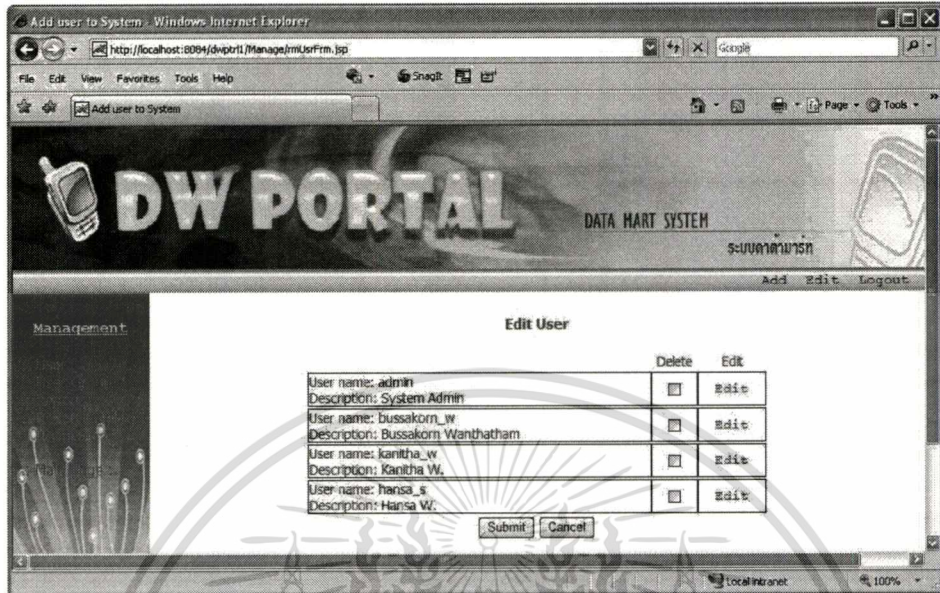 Add user to System - Windows Internet Explorer
http://localhost:8084/dwptrl1/Manage/rmUsrFrm.jsp
Google
File Edit View Favorites Tools Help
SnagIt
Add user to System
Page Tools
DW PORTAL
DATA MART SYSTEM
ระบบดาต้ามาร์ท
Add Edit Logout
Management
Edit User
Delete Edit
User name: admin
Description: System Admin
Edit
User name: bussakorn_w
Description: Bussakorn Wanthatham
Edit
User name: kanitha_w
Description: Kanitha W.
Edit
User name: hansa_s
Description: Hansa W.
Edit
Submit Cancel
Local intranet
100%